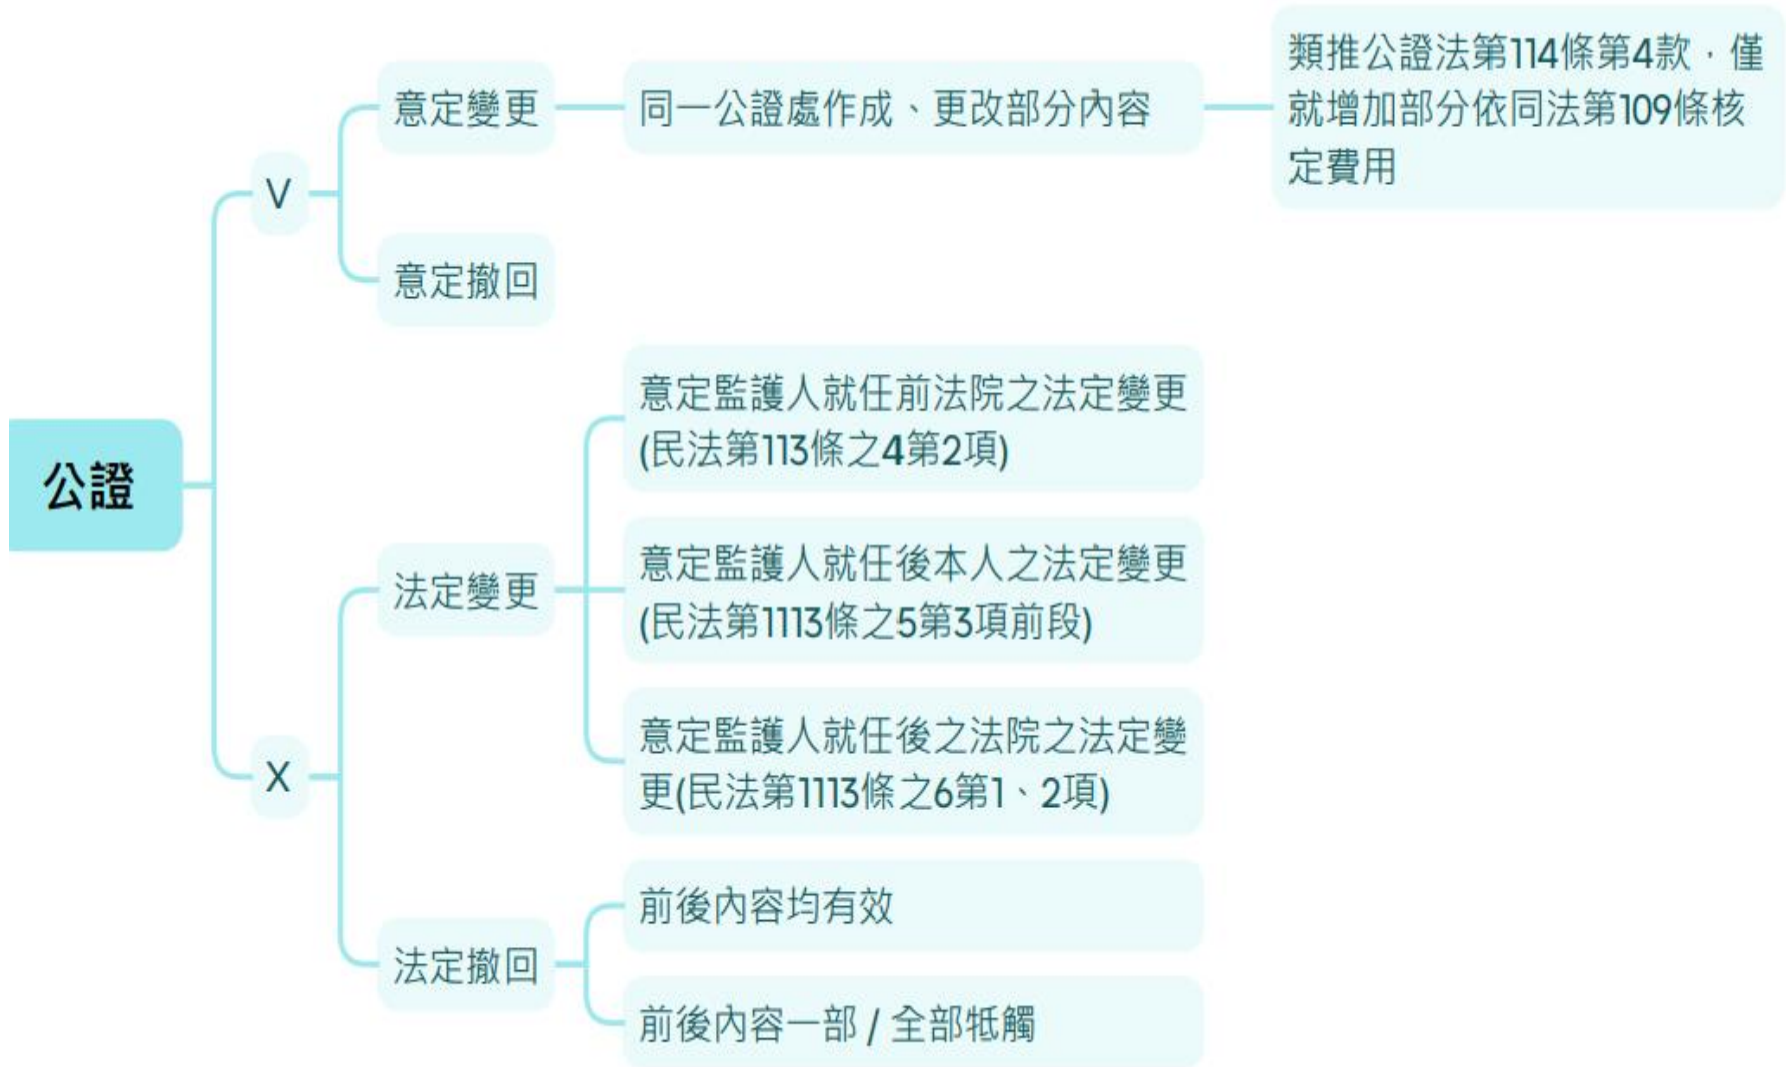 公證
V
意定變更
同一公證處作成、更改部分內容
類推公證法第114條第4款，僅
就增加部分依同法第109條核
定費用
意定撤回
X
法定變更
意定監護人就任前法院之法定變更
(民法第113條之4第2項)
意定監護人就任後本人之法定變更
(民法第1113條之5第3項前段)
意定監護人就任後之法院之法定變
更(民法第1113條之6第1、2項)
法定撤回
前後內容均有效
前後內容一部 / 全部牴觸